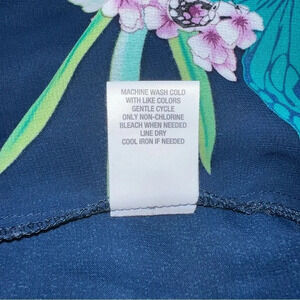 MACHINE WASH COLD
WITH LIKE COLORS
GENTLE CYCLE
ONLY NON-CHLORINE
BLEACH WHEN NEEDED
LINE DRY
COOL IRON IF NEEDED